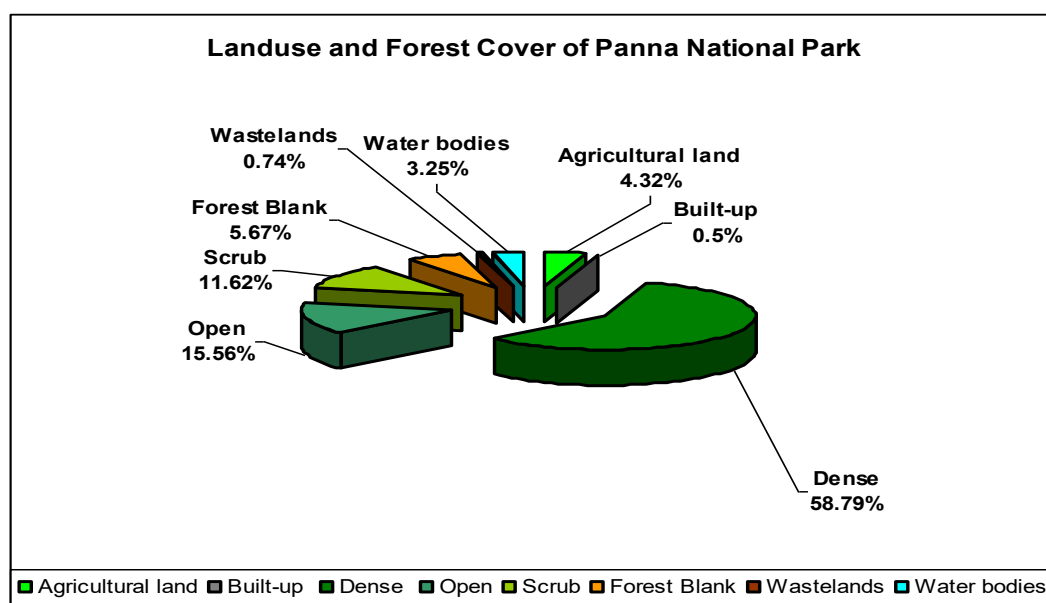 Landuse and Forest Cover of Panna National Park
Wastelands
0.74%
Water bodies
3.25%
Agricultural land
4.32%
Built-up
0.5%
Forest Blank
5.67%
Scrub
11.62%
Open
15.56%
Dense
58.79%
Agricultural land Built-up Dense Open Scrub Forest Blank Wastelands Water bodies